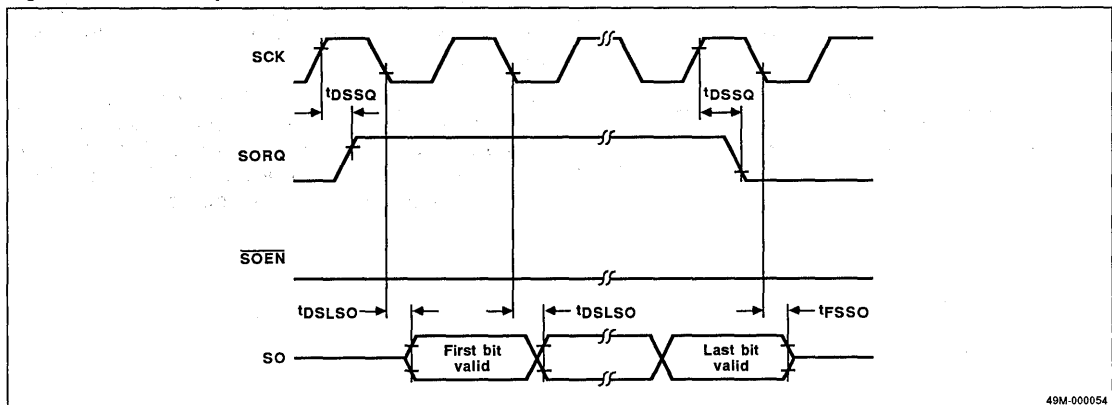 SCK
tDSSQ
tDSSQ
SORQ
SOEN
tDSLSO
tDSLSO
tFSSO
SO
First bit
valid
Last bit
valid
49M-000054